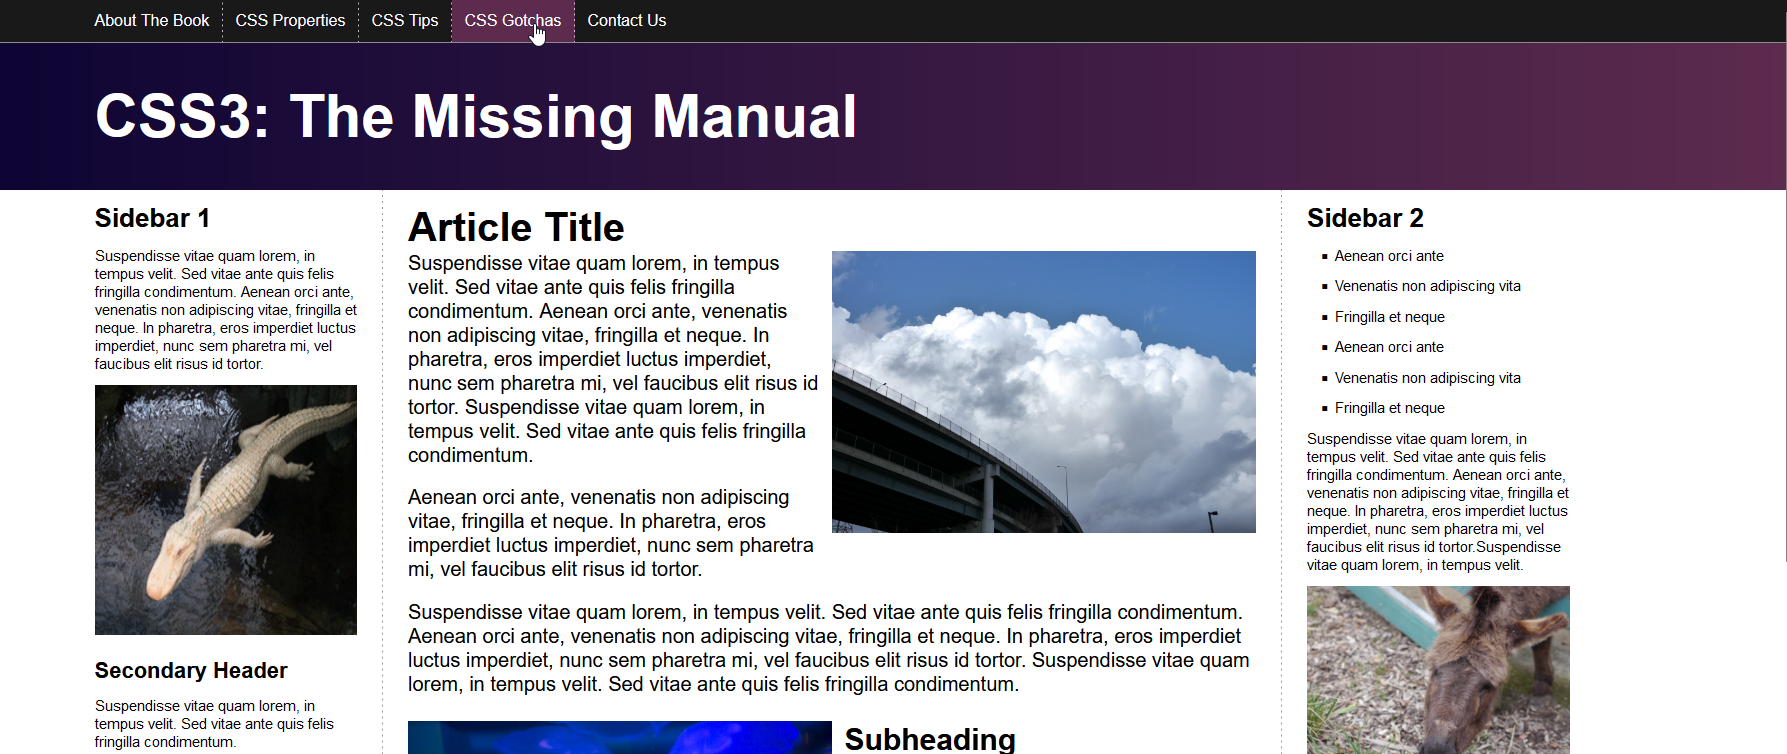 About The Book
CSS Properties
CSS Tips
CSS Gotchas
Contact Us
CSS3: The Missing Manual
Sidebar 1
Suspendisse vitae quam lorem, in
tempus velit. Sed vitae ante quis felis
fringilla condimentum. Aenean orci ante,
venenatis non adipiscing vitae, fringilla et
neque. In pharetra, eros imperdiet luctus
imperdiet, nunc sem pharetra mi, vel
faucibus elit risus id tortor.
Secondary Header
Suspendisse vitae quam lorem, in
tempus velit. Sed vitae ante quis felis
fringilla condimentum.
Article Title
Suspendisse vitae quam lorem, in tempus
velit. Sed vitae ante quis felis fringilla
condimentum. Aenean orci ante, venenatis
non adipiscing vitae, fringilla et neque. In
pharetra, eros imperdiet luctus imperdiet,
nunc sem pharetra mi, vel faucibus elit risus id
tortor. Suspendisse vitae quam lorem, in
tempus velit. Sed vitae ante quis felis fringilla
condimentum.
Aenean orci ante, venenatis non adipiscing
vitae, fringilla et neque. In pharetra, eros
imperdiet luctus imperdiet, nunc sem pharetra
mi, vel faucibus elit risus id tortor.
Suspendisse vitae quam lorem, in tempus velit. Sed vitae ante quis felis fringilla condimentum.
Aenean orci ante, venenatis non adipiscing vitae, fringilla et neque. In pharetra, eros imperdiet
luctus imperdiet, nunc sem pharetra mi, vel faucibus elit risus id tortor. Suspendisse vitae quam
lorem, in tempus velit. Sed vitae ante quis felis fringilla condimentum.
Subheading
Sidebar 2
Aenean orci ante
Venenatis non adipiscing vita
Fringilla et neque
Aenean orci ante
Venenatis non adipiscing vita
Fringilla et neque
Suspendisse vitae quam lorem, in
tempus velit. Sed vitae ante quis felis
fringilla condimentum. Aenean orci ante,
venenatis non adipiscing vitae, fringilla et
neque. In pharetra, eros imperdiet luctus
imperdiet, nunc sem pharetra mi, vel
faucibus elit risus id tortor.Suspendisse
vitae quam lorem, in tempus velit.